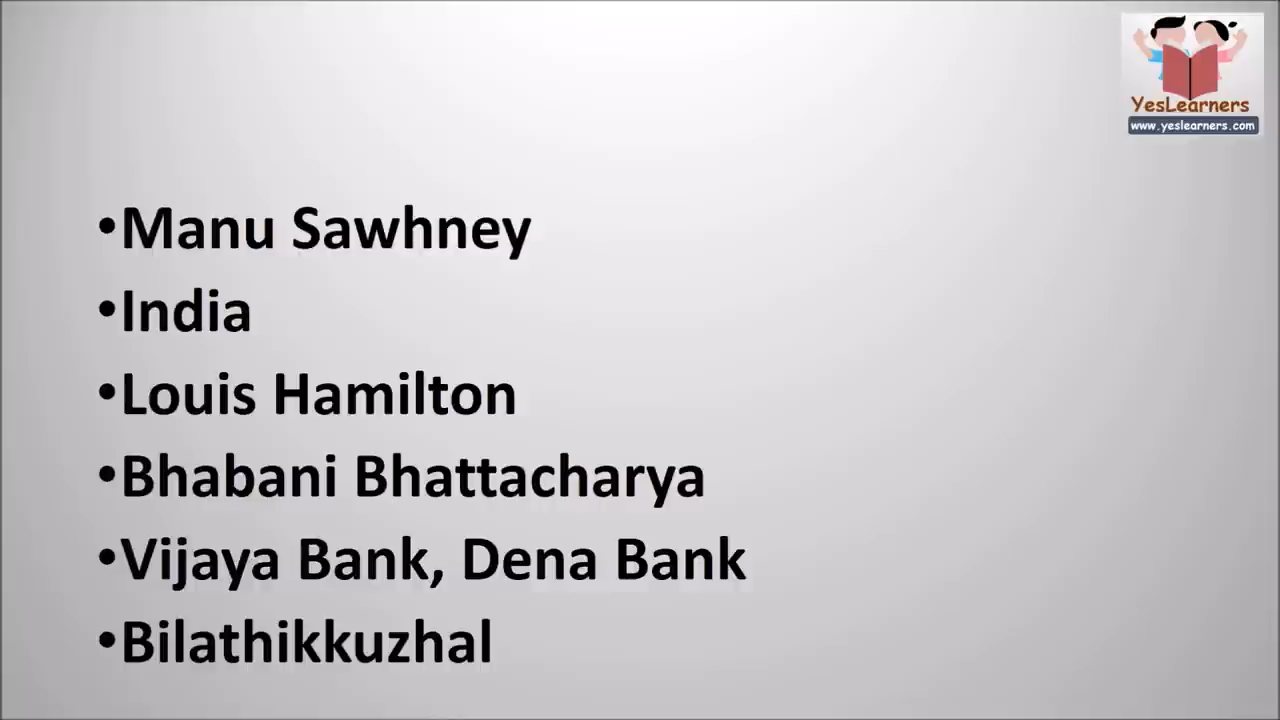 YesLearners
www.yeslearners.com
•Manu Sawhney
•India
•Louis Hamilton
•Bhabani Bhattacharya
•Vijaya Bank, Dena Bank
•Bilathikkuzhal